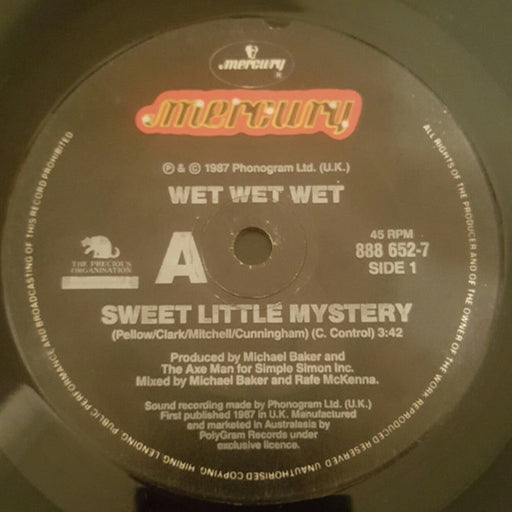 mercury
mercury
Ⓟ & © 1987 Phonogram Ltd. (U.K.)
WET WET WET
THE PRECIOUS
ORGANISATION
A
45 RPM
888 652-7
SIDE 1
SWEET LITTLE MYSTERY
(Pellow/Clark/Mitchell/Cunningham) (C. Control) 3:42
Produced by Michael Baker and
The Axe Man for Simple Simon Inc.
Mixed by Michael Baker and Rafe McKenna.
Sound recording made by Phonogram Ltd. (U.K.)
First published 1987 in U.K. Manufactured
and marketed in Australasia by
PolyGram Records under
exclusive licence.
ALL RIGHTS OF THE PRODUCER AND OF THE OWNER OF THE WORK REPRODUCED RESERVED UNAUTHORISED COPYING, HIRING, LENDING, PUBLIC PERFORMANCE AND BROADCASTING OF THIS RECORD PROHIBITED